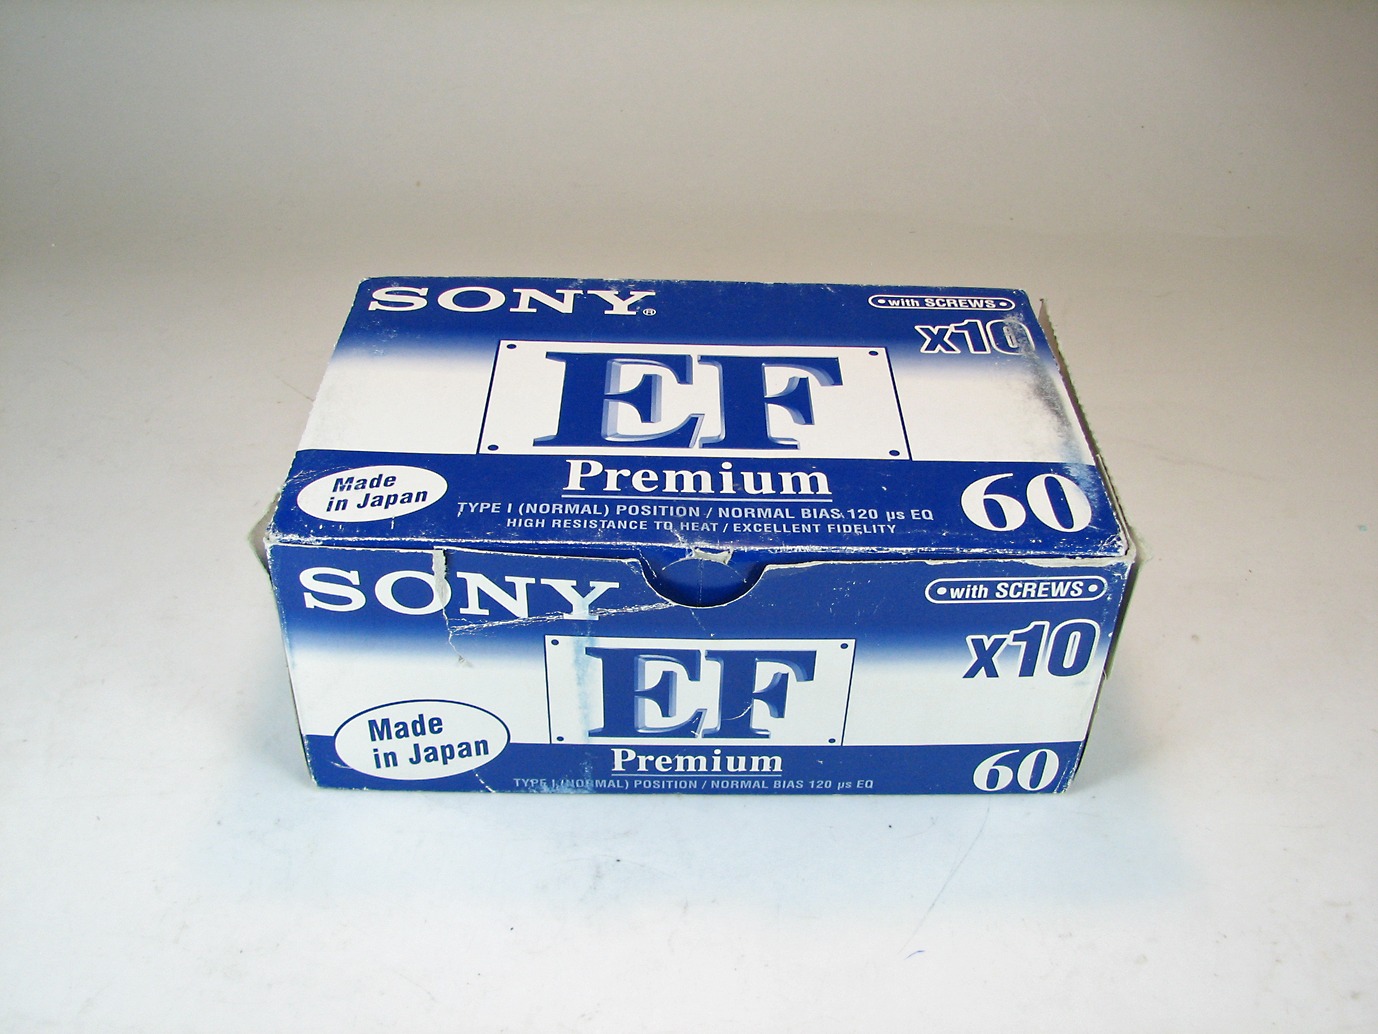 SONY®
•with SCREWS•
x10
EF
Premium
Made
in Japan
TYPE I (NORMAL) POSITION / NORMAL BIAS 120 µs EQ
HIGH RESISTANCE TO HEAT / EXCELLENT FIDELITY
60
SONY
•with SCREWS•
x10
EF
Made
in Japan
Premium
TYPE I (NORMAL) POSITION / NORMAL BIAS 120 µs EQ
60